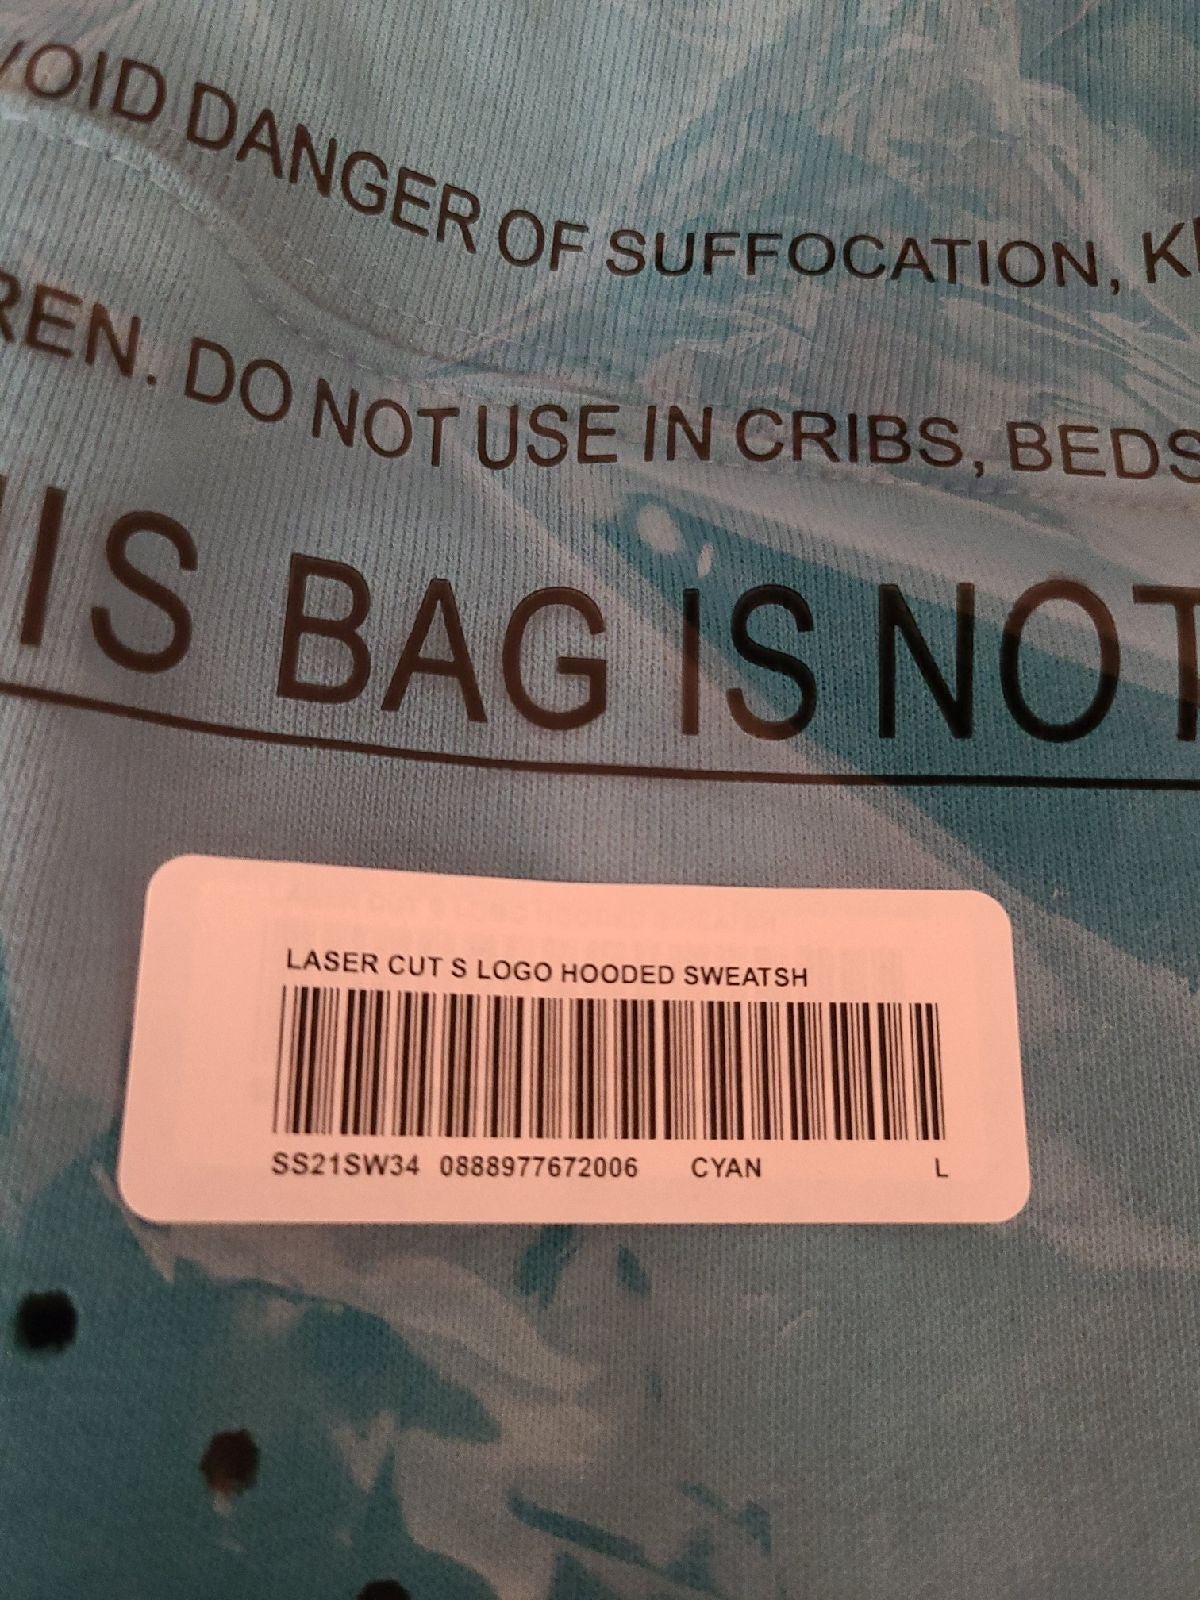 VOID DANGER OF SUFFOCATION, K
REN. DO NOT USE IN CRIBS, BEDS
IS BAG IS NOT
LASER CUT S LOGO HOODED SWEATSH
SS21SW34 0888977672006 CYAN L